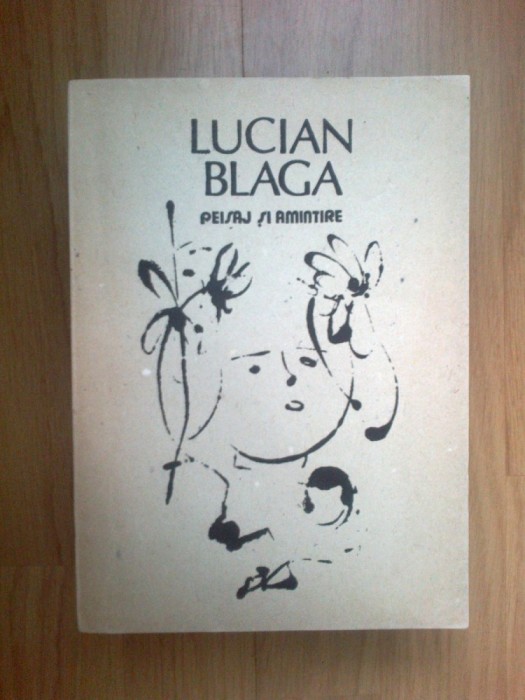 LUCIAN
BLAGA
PEISAJ ȘI AMINTIRE